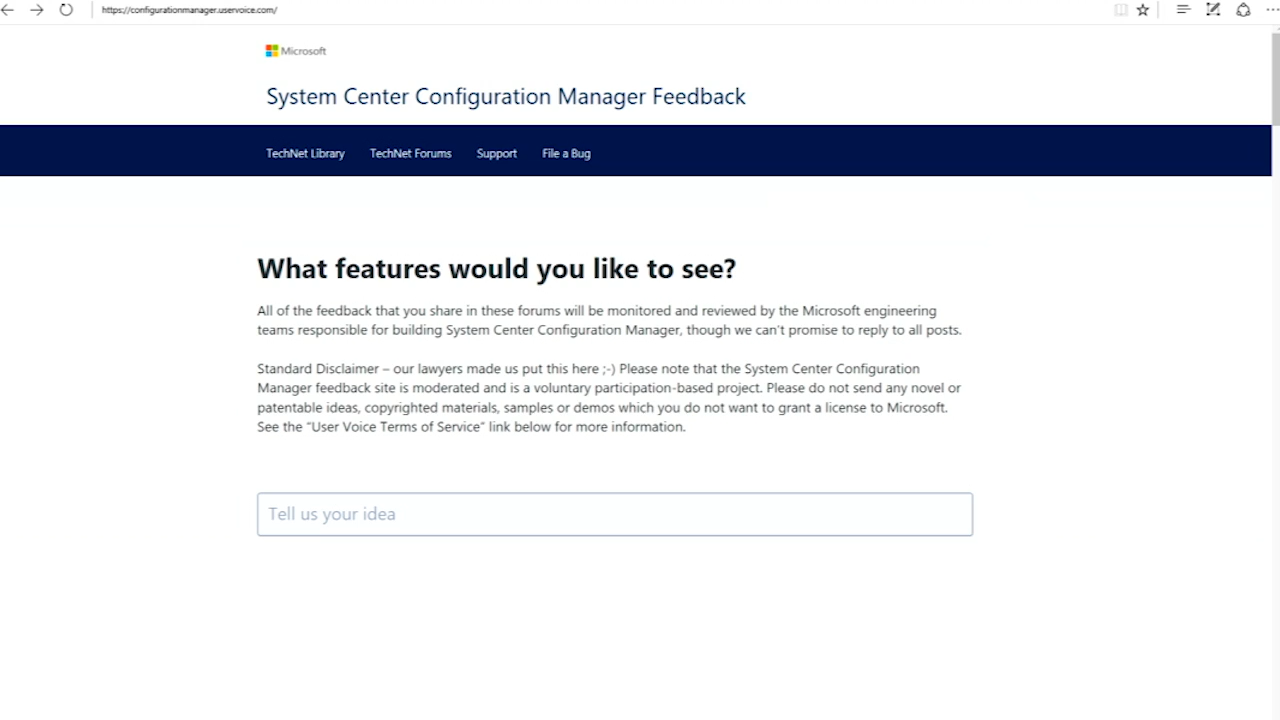 https://configurationmanager.uservoice.com/
Microsoft
System Center Configuration Manager Feedback
TechNet Library TechNet Forums Support File a Bug
What features would you like to see?
All of the feedback that you share in these forums will be monitored and reviewed by the Microsoft engineering
teams responsible for building System Center Configuration Manager, though we can't promise to reply to all posts.
Standard Disclaimer – our lawyers made us put this here ;-) Please note that the System Center Configuration
Manager feedback site is moderated and is a voluntary participation-based project. Please do not send any novel or
patentable ideas, copyrighted materials, samples or demos which you do not want to grant a license to Microsoft.
See the “User Voice Terms of Service” link below for more information.
Tell us your idea